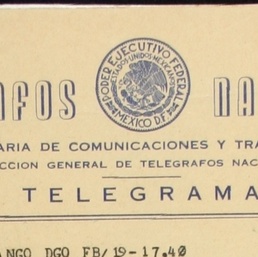 AFOS NA
PODER EJECUTIVO FEDERAL
ESTADOS UNIDOS MEXICANOS
MEXICO DF
ARIA DE COMUNICACIONES Y TRA
CCION GENERAL DE TELEGRAFOS NAC
TELEGRAMA
ANGO DGO FB/19-17.40